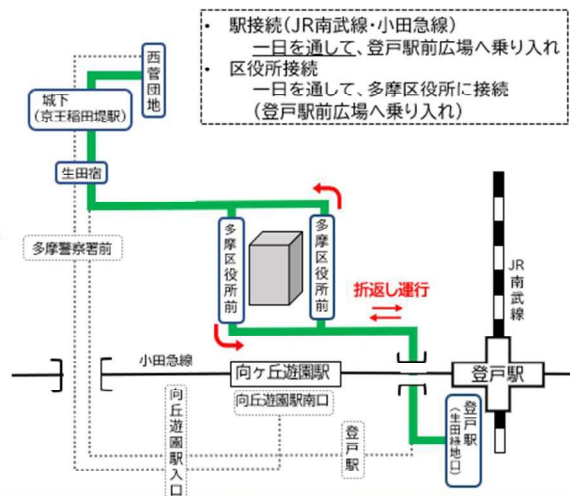 ・ 駅接続(JR南武線・小田急線)
一日を通して、登戸駅前広場へ乗り入れ
・ 区役所接続
一日を通して、多摩区役所に接続
(登戸駅前広場へ乗り入れ)
西菅団地
城下
(京王稲田堤駅)
生田宿
多摩警察署前
多摩区役所前
多摩区役所前
折返し運行
JR南武線
小田急線
向ヶ丘遊園駅
登戸駅
向丘遊園駅南口
向丘遊園駅入口
登戸駅
登戸駅
(生田緑地口)